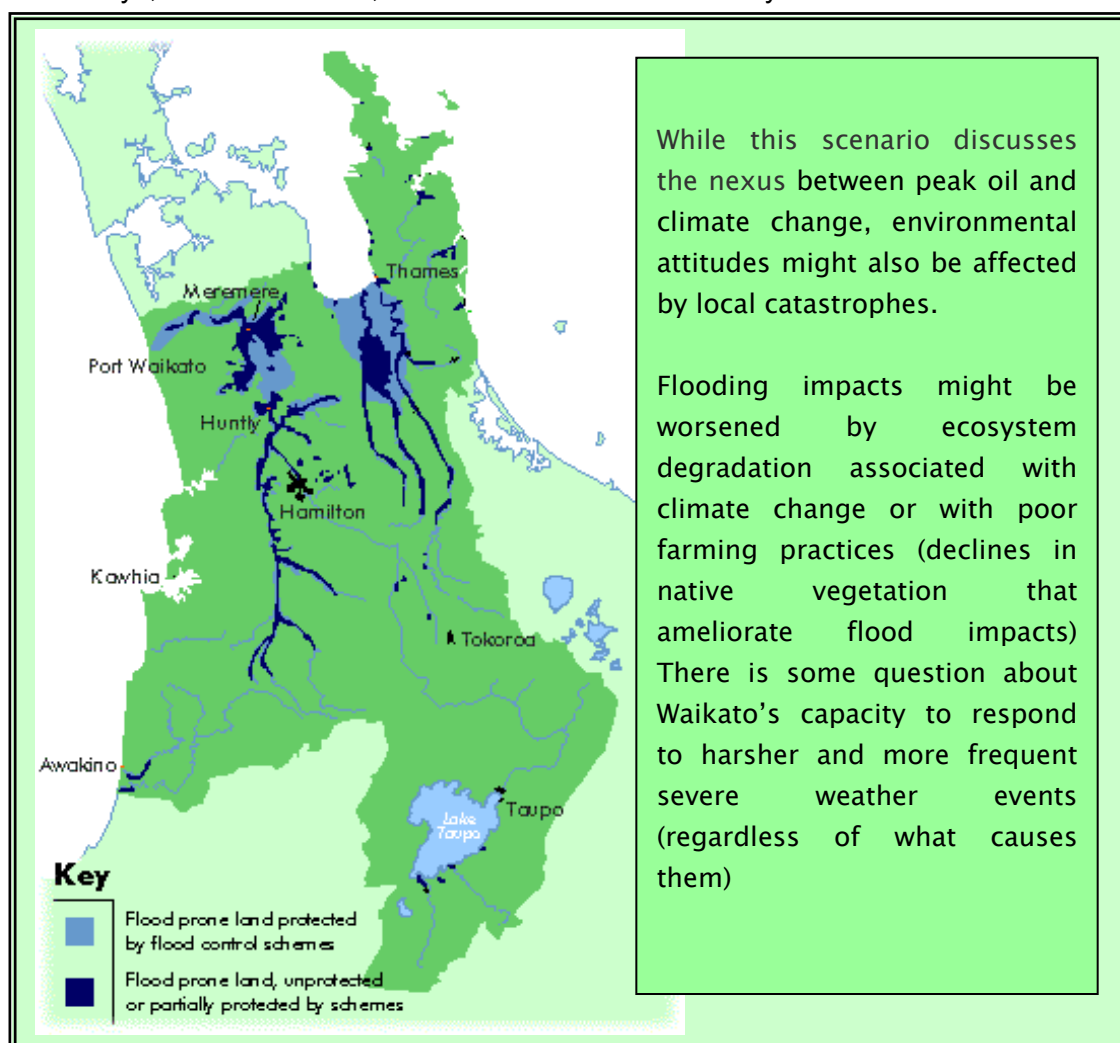 Thames
Meremere
Port Waikato
Huntly
Hamilton
Kawhia
Tokoroa
Awakino
Taupo
Lake
Taupo
Key
Flood prone land protected
by flood control schemes
Flood prone land, unprotected
or partially protected by schemes
While this scenario discusses
the nexus between peak oil and
climate change, environmental
attitudes might also be affected
by local catastrophes.
Flooding impacts might be
worsened by ecosystem
degradation associated with
climate change or with poor
farming practices (declines in
native vegetation that
ameliorate flood impacts)
There is some question about
Waikato’s capacity to respond
to harsher and more frequent
severe weather events
(regardless of what causes
them)